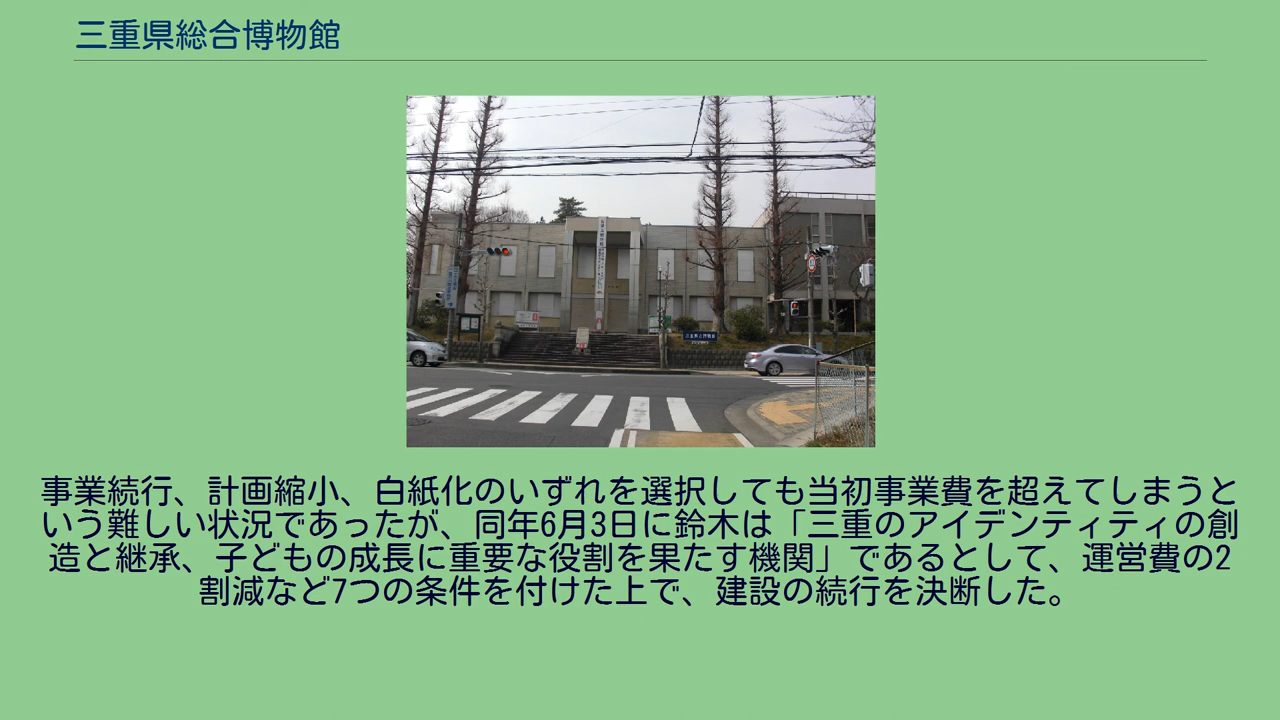 三重県総合博物館
三重県立博物館
事業続行、計画縮小、白紙化のいずれを選択しても当初事業費を超えてしまうと
いう難しい状況であったが、同年6月3日に鈴木は「三重のアイデンティティの創
造と継承、子どもの成長に重要な役割を果たす機関」であるとして、運営費の2
割減など7つの条件を付けた上で、建設の続行を決断した。